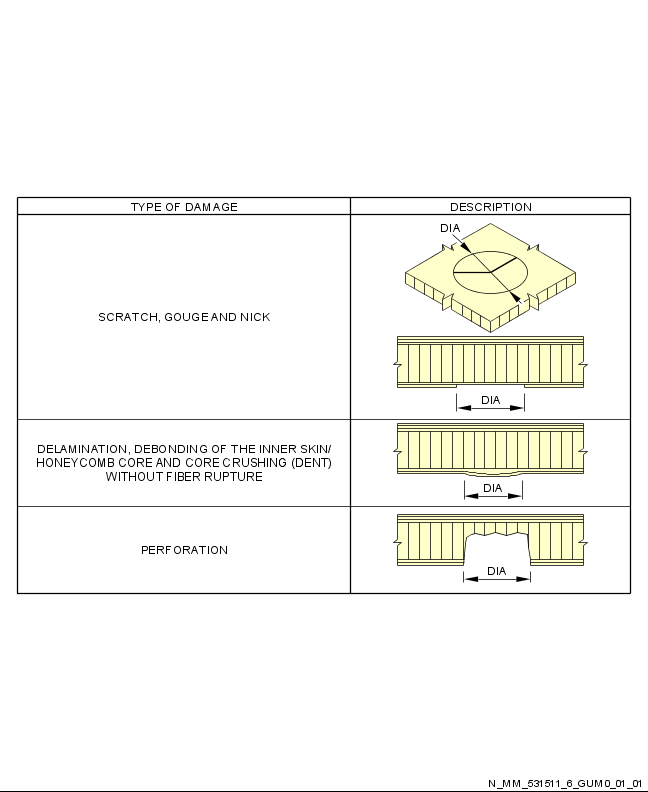 TYPE OF DAMAGE
DESCRIPTION
DIA
SCRATCH, GOUGE AND NICK
DIA
DELAMINATION, DEBONDING OF THE INNER SKIN/
HONEYCOMB CORE AND CORE CRUSHING (DENT)
WITHOUT FIBER RUPTURE
DIA
PERFORATION
DIA
N_MM_531511_6_GUM0_01_01